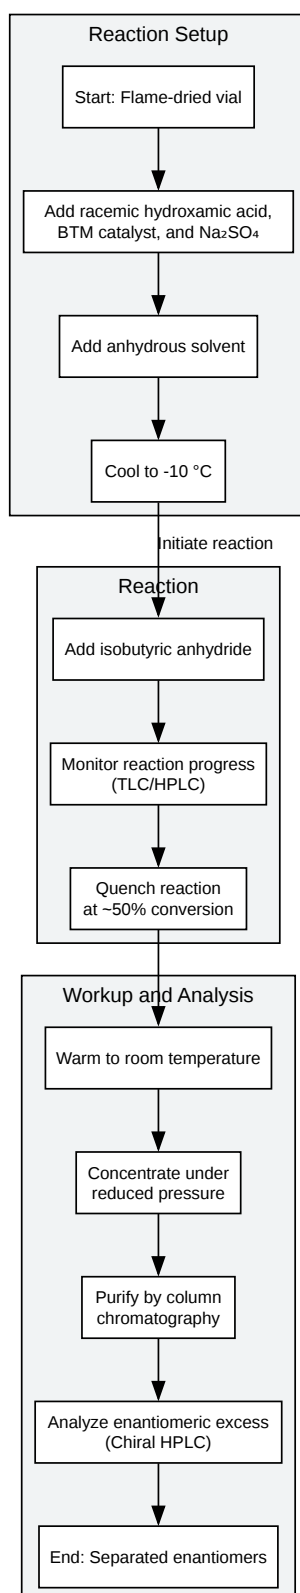 Reaction Setup
Start: Flame-dried vial
Add racemic hydroxamic acid,
BTM catalyst, and Na₂SO₄
Add anhydrous solvent
Cool to -10 °C
Initiate reaction
Reaction
Add isobutyric anhydride
Monitor reaction progress
(TLC/HPLC)
Quench reaction
at ~50% conversion
Workup and Analysis
Warm to room temperature
Concentrate under
reduced pressure
Purify by column
chromatography
Analyze enantiomeric excess
(Chiral HPLC)
End: Separated enantiomers